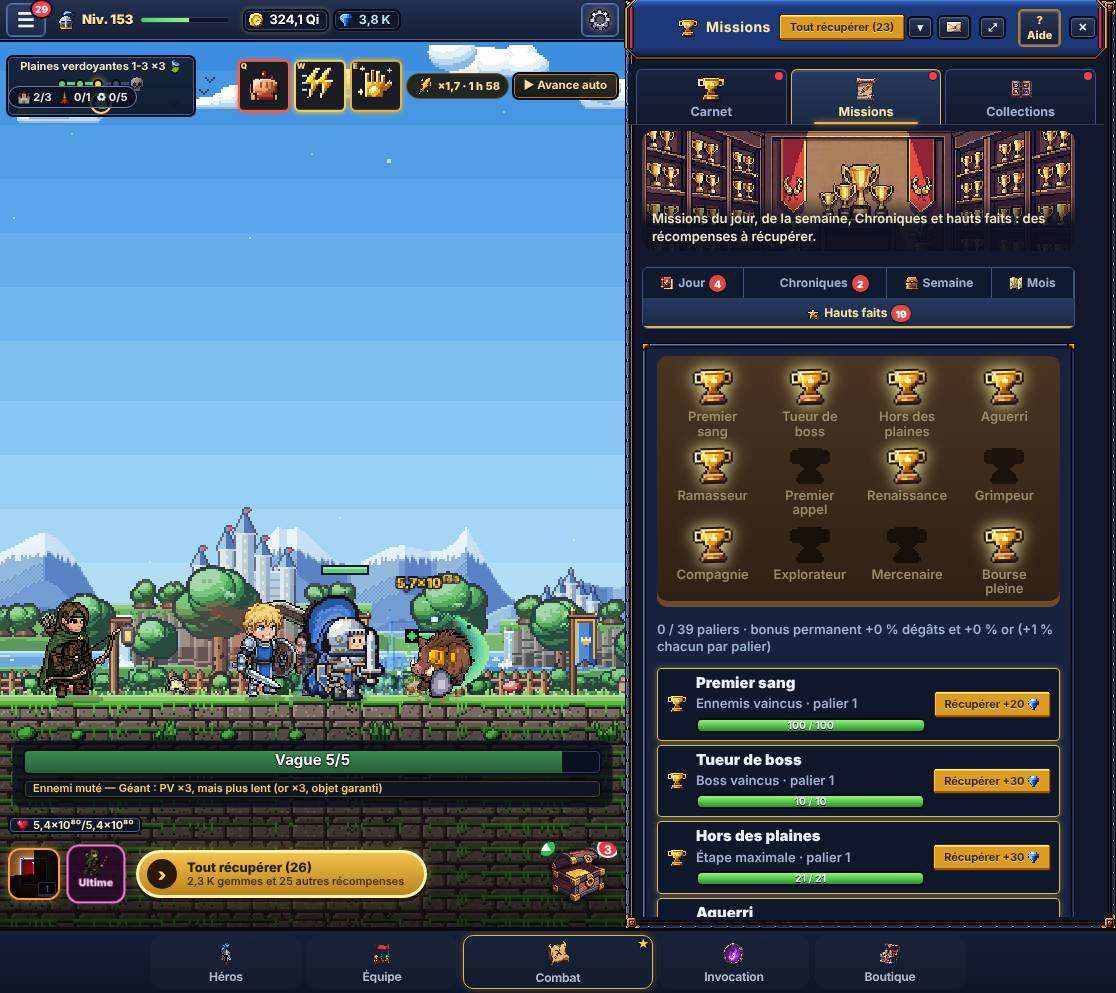 29
Niv. 153
324,1 Qi
3,8 K
Plaines verdoyantes 1-3 ×3
2/3 0/1 0/5
Q
W
E
×1,7 · 1 h 58
▶ Avance auto
5,7×10
Vague 5/5
Ennemi muté — Géant : PV ×3, mais plus lent (or ×3, objet garanti)
5,4×10⁸⁰/5,4×10⁸⁰
1
Ultime
Tout récupérer (26)
2,3 K gemmes et 25 autres récompenses
3
Missions
Tout récupérer (23)
?
Aide
Carnet
Missions
Collections
Missions du jour, de la semaine, Chroniques et hauts faits : des
récompenses à récupérer.
Jour 4
Chroniques 2
Semaine
Mois
Hauts faits 19
Premier
sang
Tueur de
boss
Hors des
plaines
Aguerri
Ramasseur
Premier
appel
Renaissance
Grimpeur
Compagnie
Explorateur
Mercenaire
Bourse
pleine
0 / 39 paliers · bonus permanent +0 % dégâts et +0 % or (+1 %
chacun par palier)
Premier sang
Ennemis vaincus · palier 1
100 / 100
Récupérer +20
Tueur de boss
Boss vaincus · palier 1
10 / 10
Récupérer +30
Hors des plaines
Étape maximale · palier 1
21 / 21
Récupérer +30
Aguerri
Héros
Équipe
Combat
Invocation
Boutique